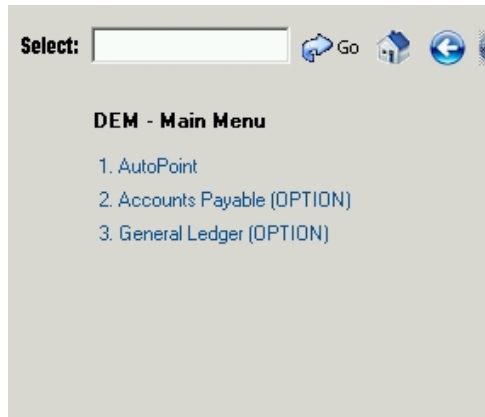 Select: Go
DEM - Main Menu
1. AutoPoint
2. Accounts Payable (OPTION)
3. General Ledger (OPTION)